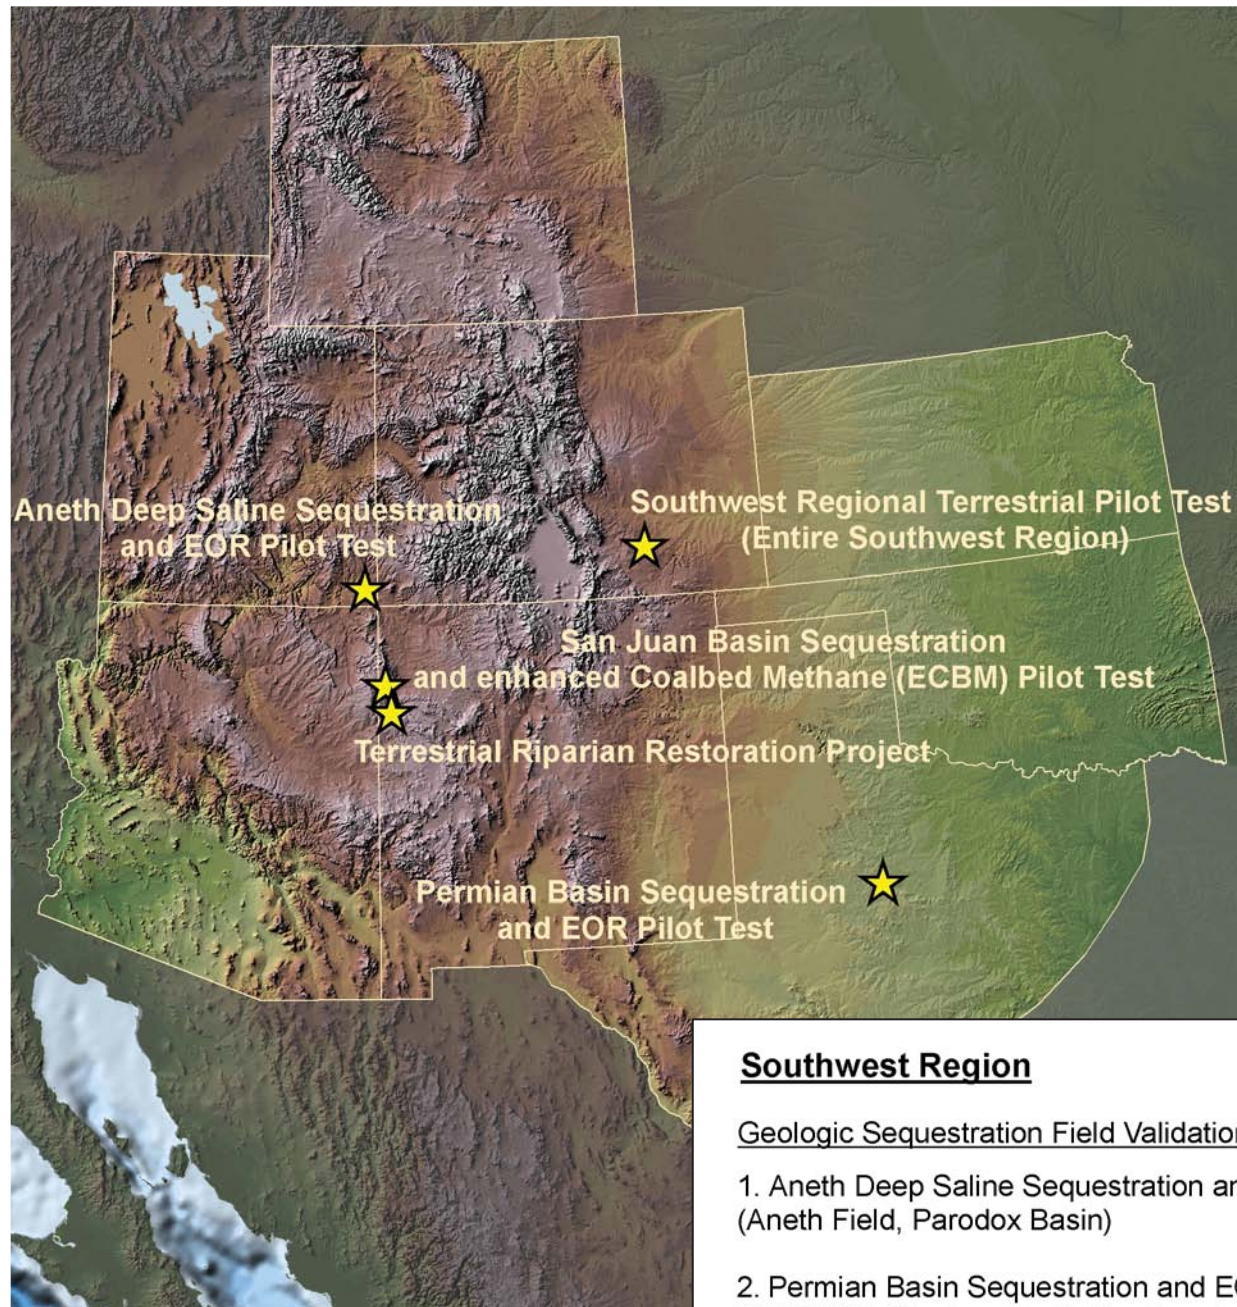 Aneth Deep Saline Sequestration
and EOR Pilot Test
Southwest Regional Terrestrial Pilot Test
(Entire Southwest Region)
San Juan Basin Sequestration
and enhanced Coalbed Methane (ECBM) Pilot Test
Terrestrial Riparian Restoration Project
Permian Basin Sequestration
and EOR Pilot Test
Southwest Region
Geologic Sequestration Field Validation
1. Aneth Deep Saline Sequestration
(Aneth Field, Parodox Basin)
2. Permian Basin Sequestration and